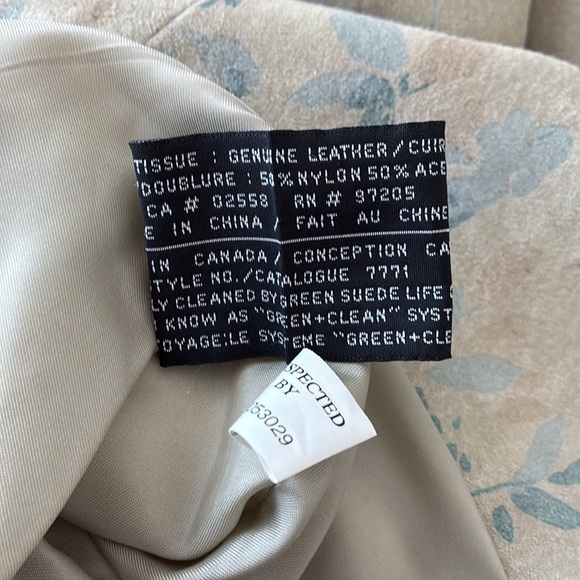 TISSUE : GENUINE LEATHER/CUIR
DOUBLURE : 50% NYLON 50% ACE
CA # 02558 RN # 97205
E IN CHINA / FAIT AU CHINE
IN CANADA / CONCEPTION CA
TYLE NO./CATALOGUE 7771
LY CLEANED BY GREEN SUEDE LIFE
KNOW AS "GREEN+CLEAN" SYST
TOYAGE:LE SYSTEME "GREEN+CLE
SPECTED
BY
253029